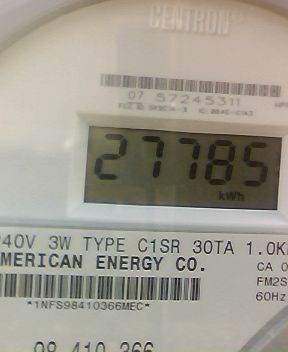 CENTRON
07 57245311
27785
kWh
240V 3W TYPE C1SR 30TA 1.0K
AMERICAN ENERGY CO.
CA 0
FM2S
60Hz
*1NFS98410366MEC*
98 410 366